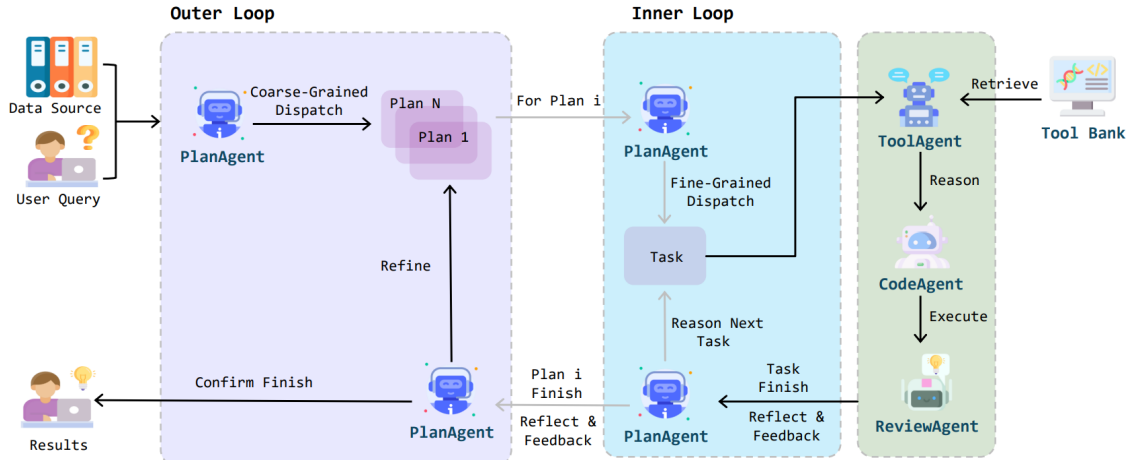 Outer Loop
Inner Loop
Data Source
User Query
PlanAgent
Coarse-Grained
Dispatch
Plan N
Plan 1
For Plan i
PlanAgent
Fine-Grained
Dispatch
Task
ToolAgent
Retrieve
Tool Bank
Reason
CodeAgent
Execute
ReviewAgent
Task
Finish
Reflect &
Feedback
Reason Next
Task
PlanAgent
Plan i
Finish
Reflect &
Feedback
Refine
PlanAgent
Confirm Finish
Results